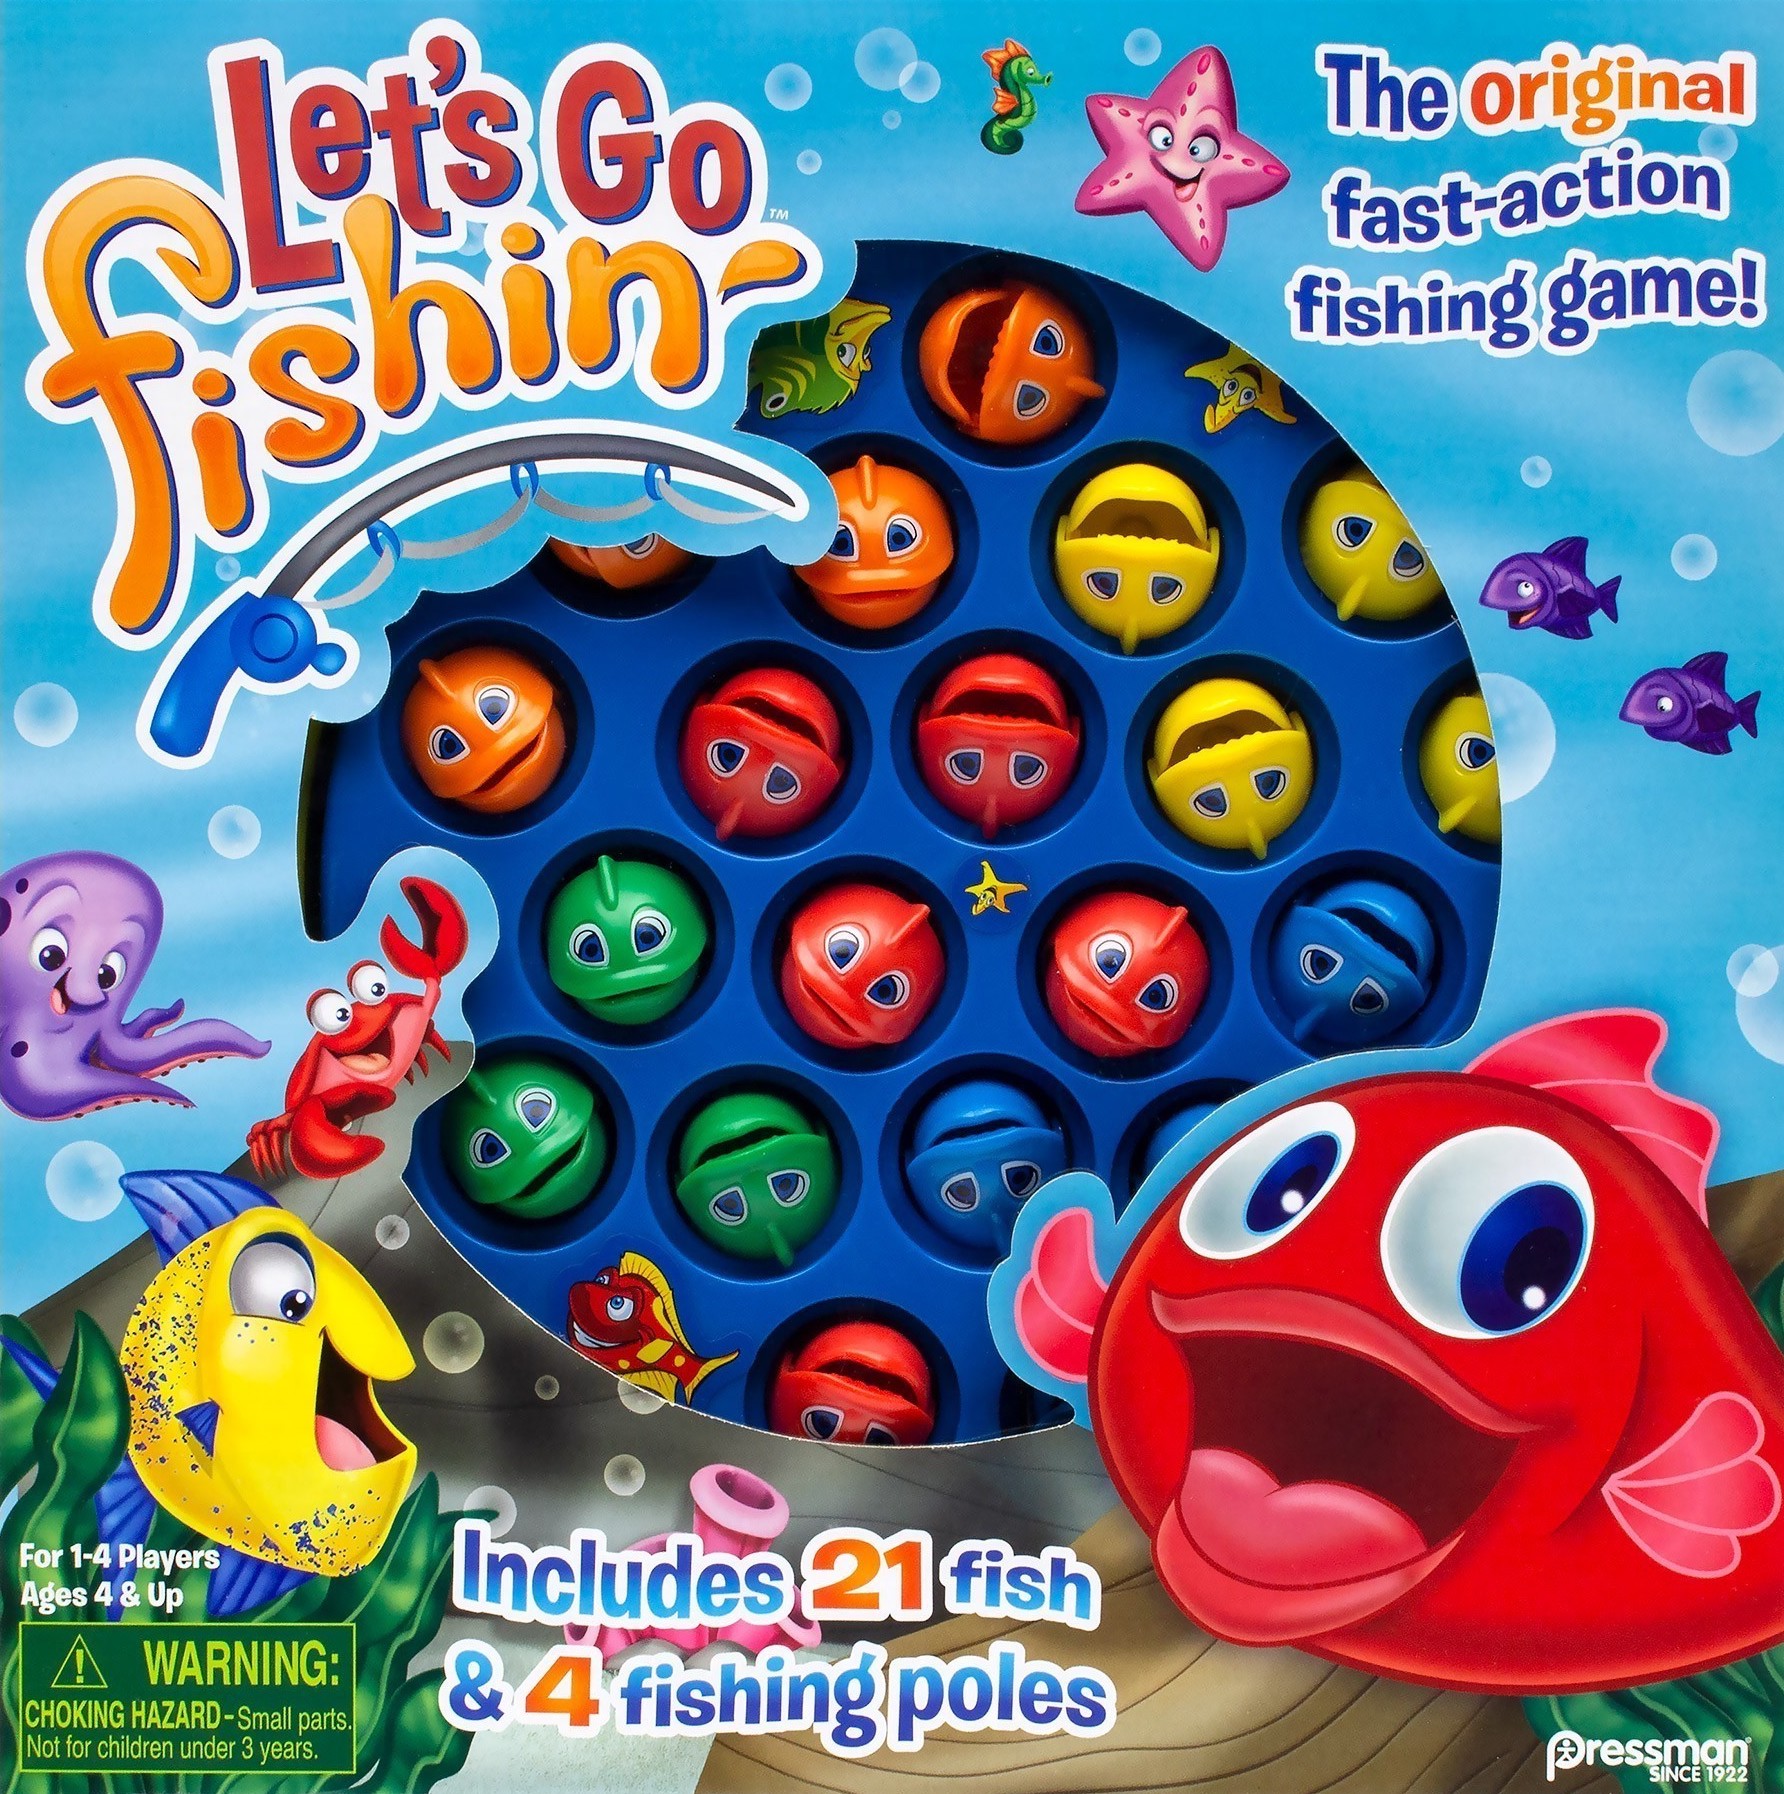 Let's Go
fishin'™
The original
fast-action
fishing game!
For 1-4 Players
Ages 4 & Up
WARNING:
CHOKING HAZARD - Small parts.
Not for children under 3 years.
Includes 21 fish
& 4 fishing poles
pressman®
SINCE 1922